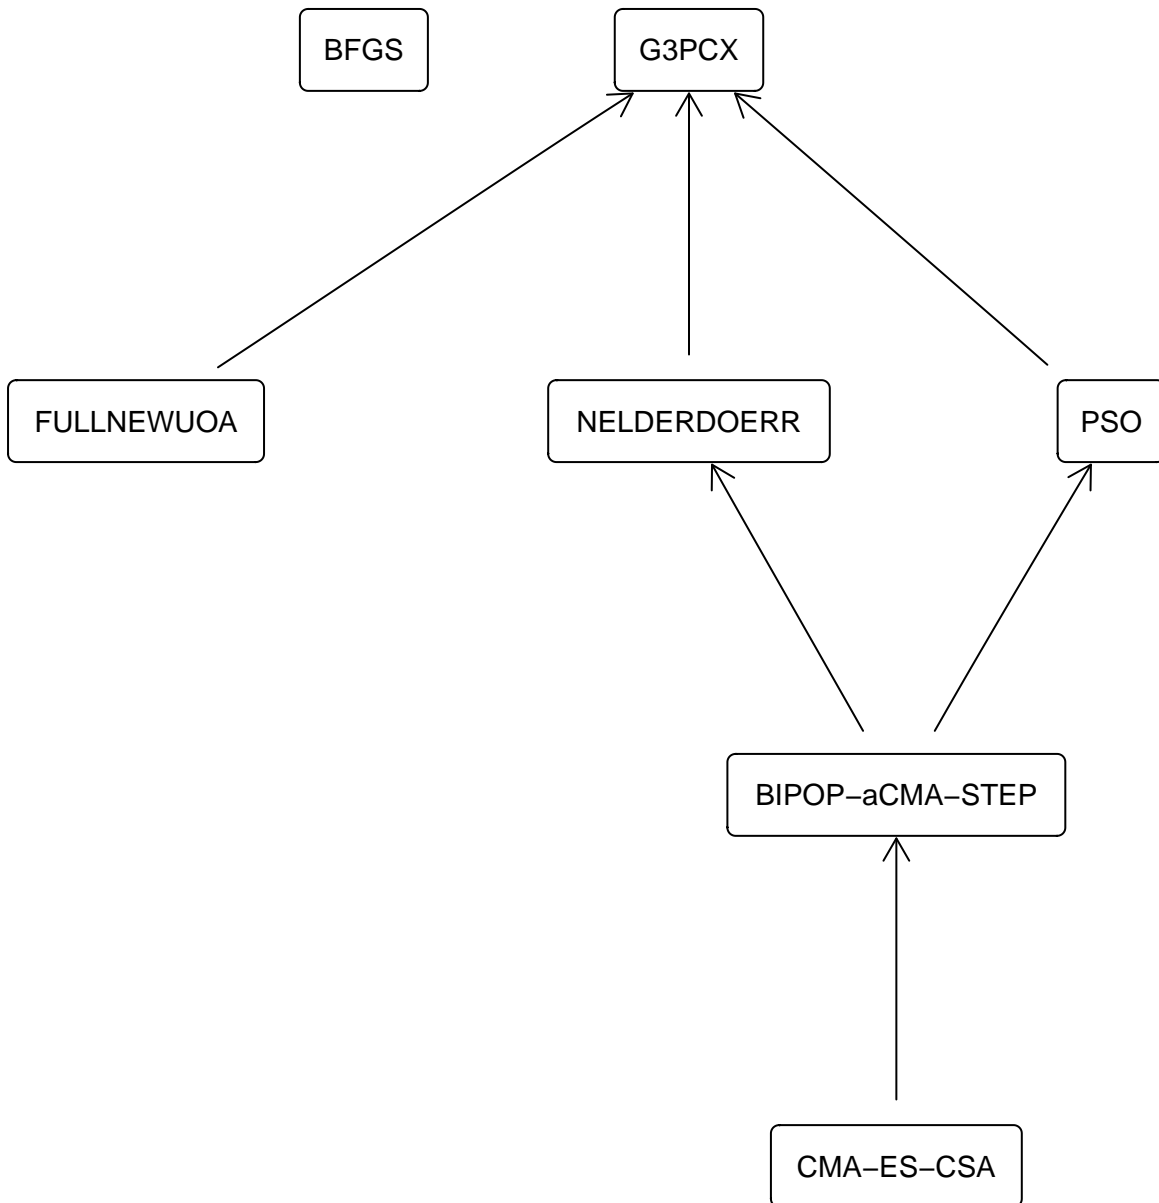 BFGS
G3PCX
FULLNEWUOA
NELDERDOERR
PSO
BIPOP−aCMA−STEP
CMA−ES−CSA